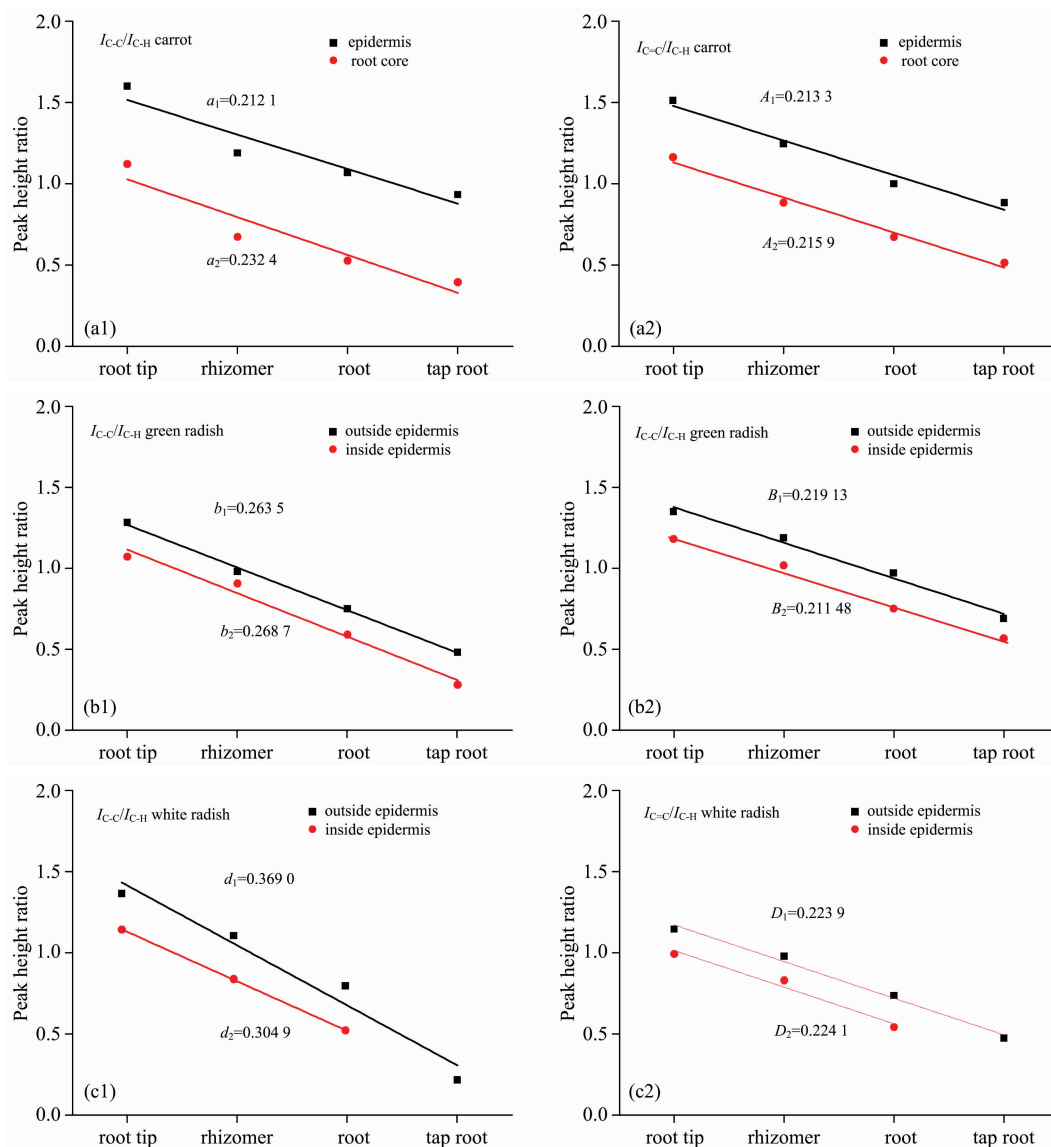 2.0
I_C-C/I_C-H carrot
epidermis
root core
1.5
a₁=0.212 1
1.0
Peak height ratio
a₂=0.232 4
0.5
(a1)
0.0
root tip rhizomer root tap root
2.0
I_C=C/I_C-H carrot
epidermis
root core
1.5
A₁=0.213 3
1.0
Peak height ratio
A₂=0.215 9
0.5
(a2)
0.0
root tip rhizomer root tap root
2.0
I_C-C/I_C-H green radish
outside epidermis
inside epidermis
1.5
b₁=0.263 5
1.0
Peak height ratio
b₂=0.268 7
0.5
(b1)
0.0
root tip rhizomer root tap root
2.0
I_C-C/I_C-H green radish
outside epidermis
inside epidermis
1.5
B₁=0.219 13
1.0
Peak height ratio
B₂=0.211 48
0.5
(b2)
0.0
root tip rhizomer root tap root
2.0
I_C-C/I_C-H white radish
outside epidermis
inside epidermis
1.5
d₁=0.369 0
1.0
Peak height ratio
d₂=0.304 9
0.5
(c1)
0.0
root tip rhizomer root tap root
2.0
I_C=C/I_C-H white radish
outside epidermis
inside epidermis
1.5
D₁=0.223 9
1.0
Peak height ratio
D₂=0.224 1
0.5
(c2)
0.0
root tip rhizomer root tap root